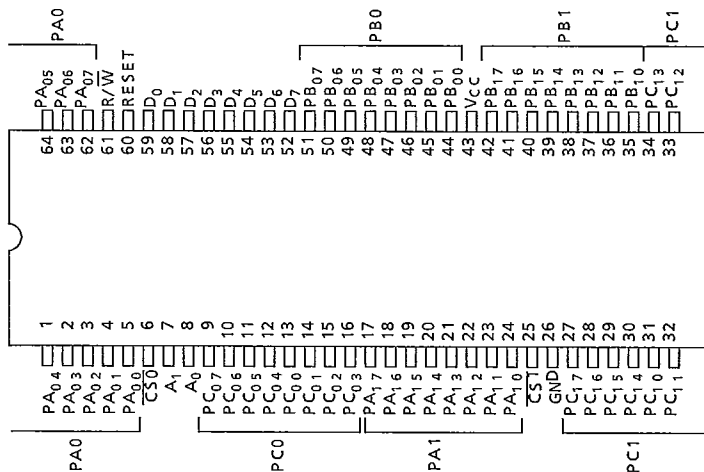 PA04 1 64 PA05
PA03 2 63 PA06
PA0 PA02 3 62 PA07 PA0
PA01 4 61 R/W̅
PA00 5 60 RESET
C̅S̅0̅ 6 59 D0
A1 7 58 D1
A0 8 57 D2
PC07 9 56 D3
PC06 10 55 D4
PC05 11 54 D5
PC04 12 53 D6
PC0 PC00 13 52 D7
PC01 14 51 PB07
PC02 15 50 PB06
PC03 16 49 PB05
PA17 17 48 PB04 PB0
PA16 18 47 PB03
PA15 19 46 PB02
PA14 20 45 PB01
PA1 PA13 21 44 PB00
PA12 22 43 VCC
PA11 23 42 PB17
PA10 24 41 PB16
C̅S̅1̅ 25 40 PB15
GND 26 39 PB14 PB1
PC17 27 38 PB13
PC16 28 37 PB12
PC15 29 36 PB11
PC1 PC14 30 35 PB10
PC10 31 34 PC13 PC1
PC11 32 33 PC12